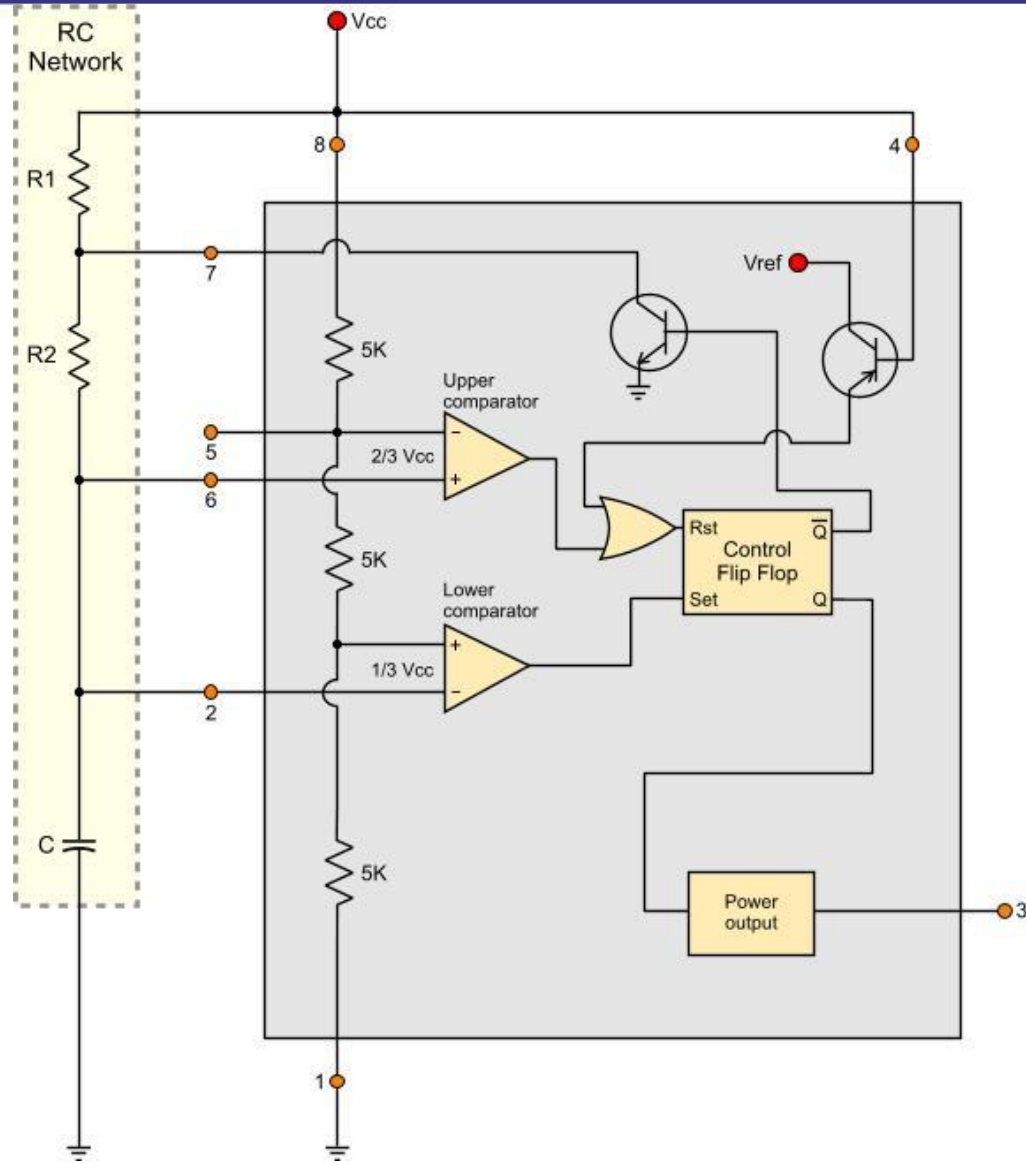 RC
Network
Vcc
8
4
R1
7
Vref
R2
5K
Upper
comparator
5
2/3 Vcc
−
+
6
5K
Rst
Q̅
Control
Flip Flop
Set
Q
Lower
comparator
+
1/3 Vcc
−
2
C
5K
Power
output
3
1